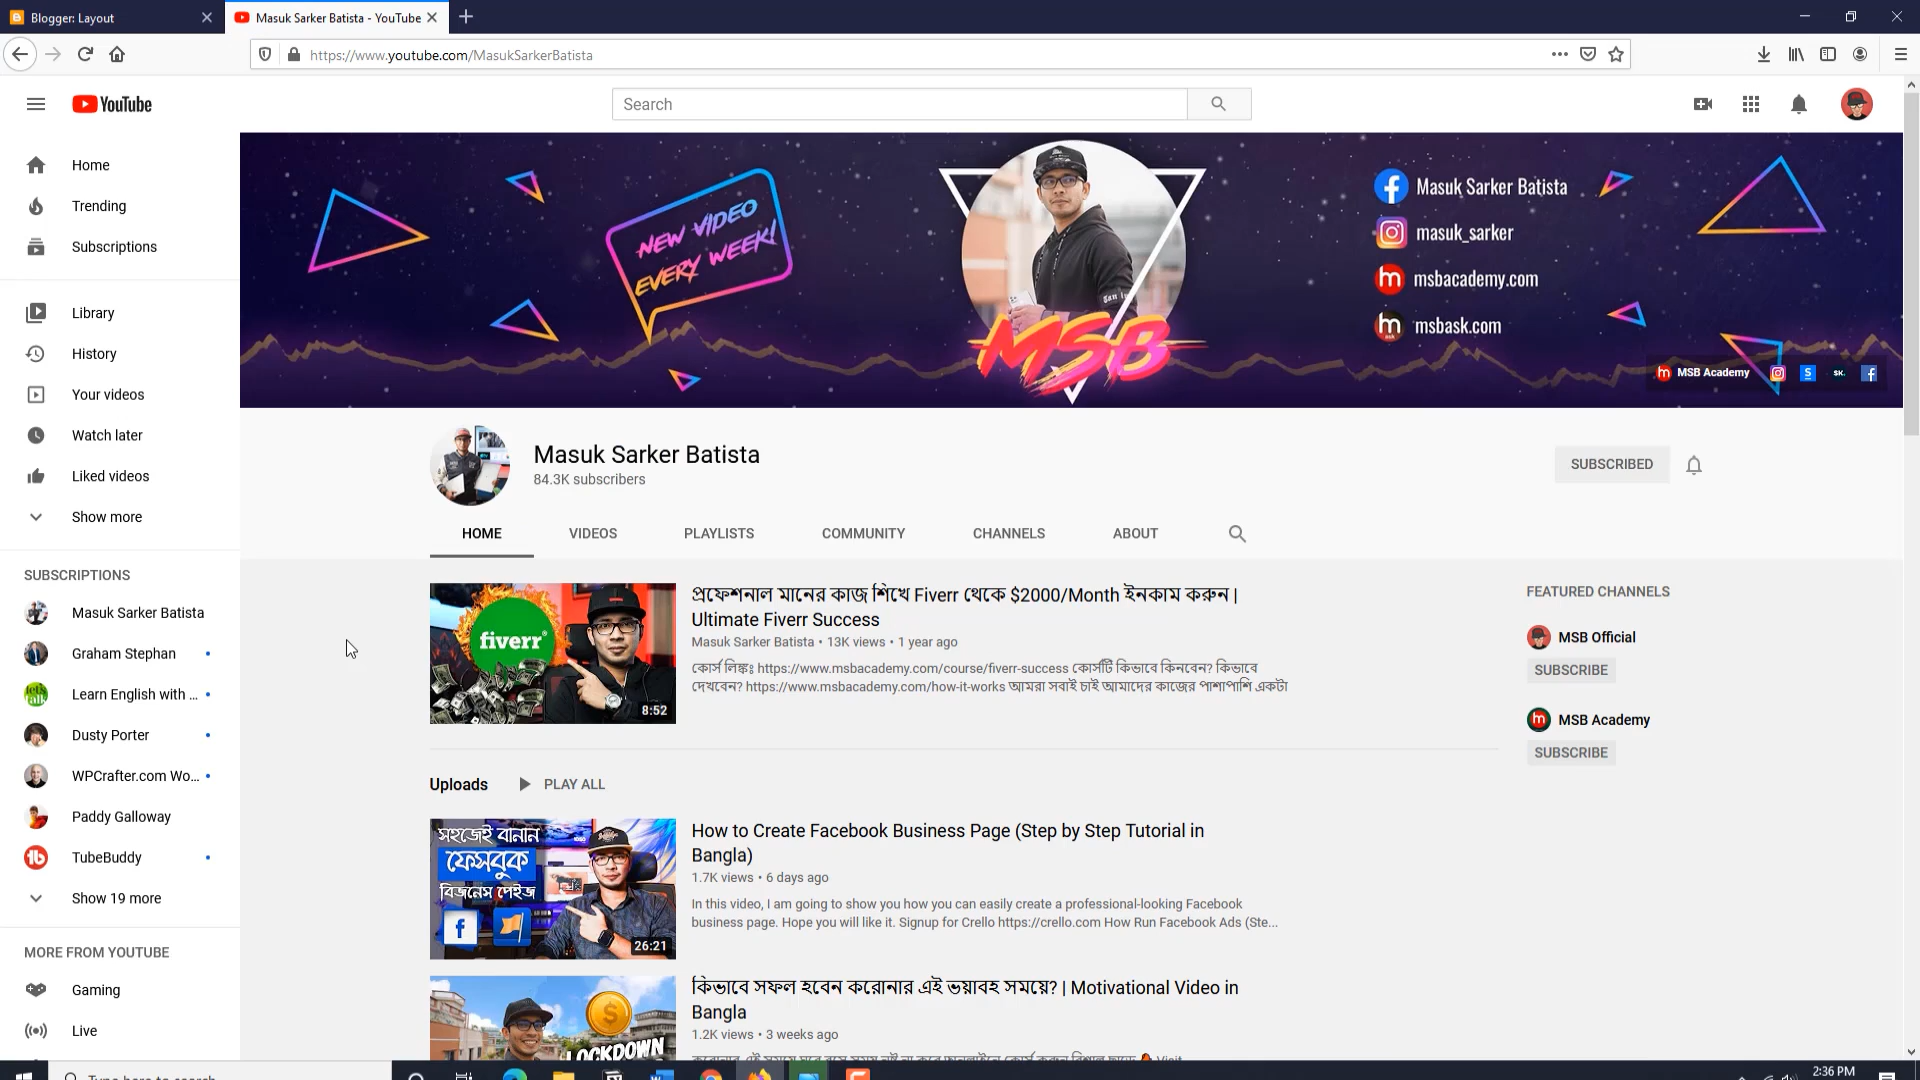 Blogger: Layout
Masuk Sarker Batista - YouTube
https://www.youtube.com/MasukSarkerBatista
YouTube
Search
Home
Trending
Subscriptions
Library
History
Your videos
Watch later
Liked videos
Show more
SUBSCRIPTIONS
Masuk Sarker Batista
Graham Stephan
Learn English with ...
Dusty Porter
WPCrafter.com Wo...
Paddy Galloway
TubeBuddy
Show 19 more
MORE FROM YOUTUBE
Gaming
Live
NEW VIDEO
EVERY WEEK!
MSB
Masuk Sarker Batista
masuk_sarker
msbacademy.com
msbask.com
MSB Academy
Masuk Sarker Batista
84.3K subscribers
SUBSCRIBED
HOME
VIDEOS
PLAYLISTS
COMMUNITY
CHANNELS
ABOUT
fiverr
8:52
প্রফেশনাল মানের কাজ শিখে Fiverr থেকে $2000/Month ইনকাম করুন |
Ultimate Fiverr Success
Masuk Sarker Batista • 13K views • 1 year ago
কোর্স লিঙ্কঃ https://www.msbacademy.com/course/fiverr-success কোর্সটি কিভাবে কিনবেন? কিভাবে
দেখবেন? https://www.msbacademy.com/how-it-works আমরা সবাই চাই আমাদের কাজের পাশাপাশি একটা
FEATURED CHANNELS
MSB Official
SUBSCRIBE
MSB Academy
SUBSCRIBE
Uploads
PLAY ALL
সহজেই বানান
ফেসবুক
বিজনেস পেইজ
26:21
How to Create Facebook Business Page (Step by Step Tutorial in
Bangla)
1.7K views • 6 days ago
In this video, I am going to show you how you can easily create a professional-looking Facebook
business page. Hope you will like it. Signup for Crello https://crello.com How Run Facebook Ads (Ste...
LOCKDOWN
কিভাবে সফল হবেন করোনার এই ভয়াবহ সময়ে? | Motivational Video in
Bangla
1.2K views • 3 weeks ago
Type here to search
2:36 PM